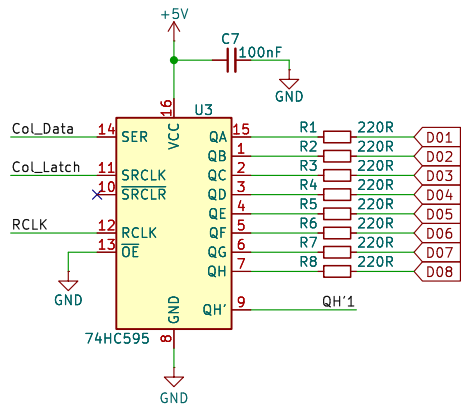 +5V
C7
100nF
GND
16
U3
VCC
Col_Data 14 SER QA 15 R1 220R D01
QB 1 R2 220R D02
Col_Latch 11 SRCLK QC 2 R3 220R D03
10 SRCLR QD 3 R4 220R D04
QE 4 R5 220R D05
RCLK 12 RCLK QF 5 R6 220R D06
13 OE QG 6 R7 220R D07
QH 7 R8 220R D08
GND
GND QH' 9 QH'1
74HC595 8
GND